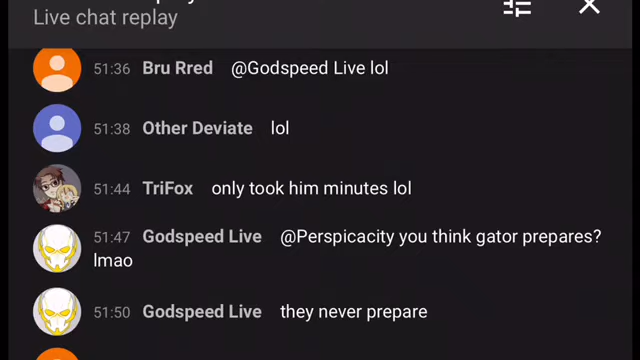 Live chat replay
51:36 Bru Rred @Godspeed Live lol
51:38 Other Deviate lol
51:44 TriFox only took him minutes lol
51:47 Godspeed Live @Perspicacity you think gator prepares?
lmao
51:50 Godspeed Live they never prepare